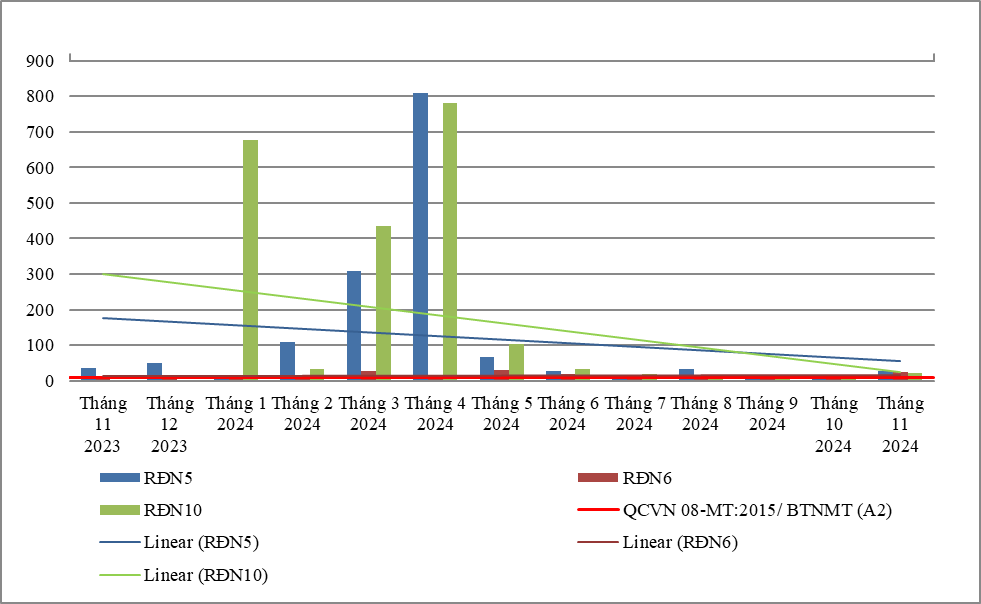 900
800
700
600
500
400
300
200
100
0
Tháng 11 2023
Tháng 12 2023
Tháng 1 2024
Tháng 2 2024
Tháng 3 2024
Tháng 4 2024
Tháng 5 2024
Tháng 6 2024
Tháng 7 2024
Tháng 8 2024
Tháng 9 2024
Tháng 10 2024
Tháng 11 2024
RĐN5
RĐN6
RĐN10
QCVN 08-MT:2015/ BTNMT (A2)
Linear (RĐN5)
Linear (RĐN6)
Linear (RĐN10)